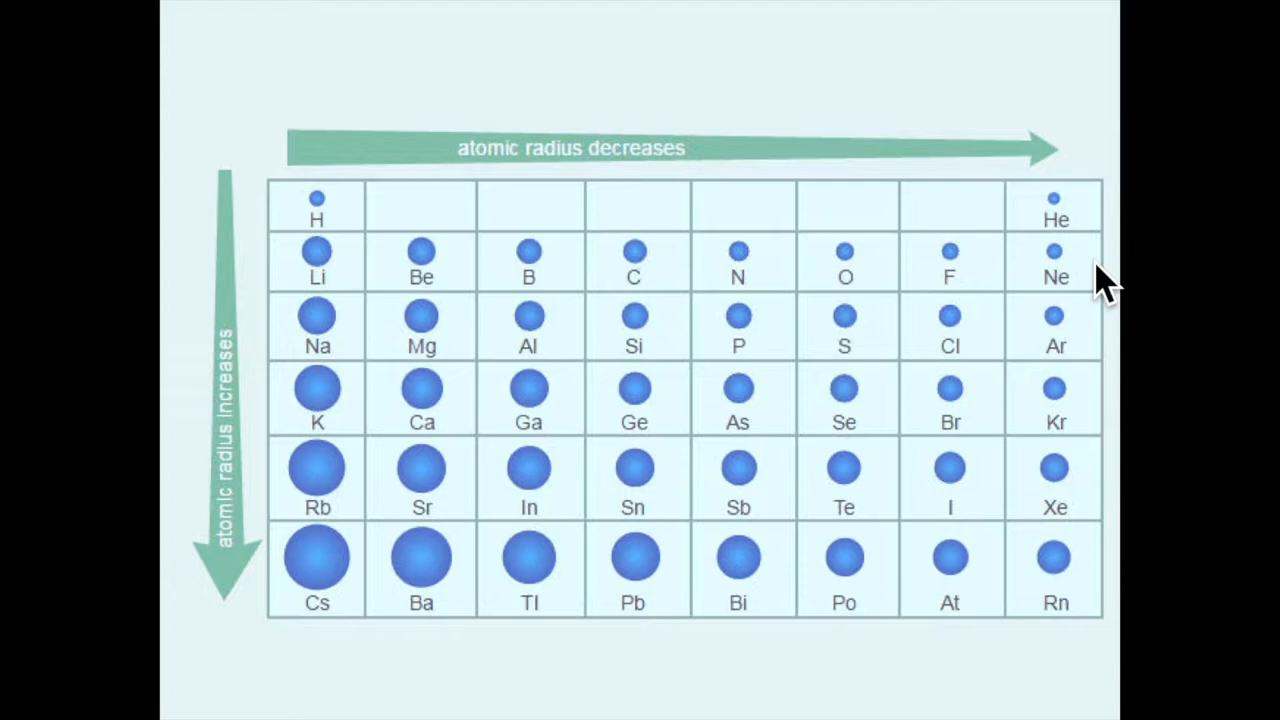 atomic radius decreases
atomic radius increases
H He
Li Be B C N O F Ne
Na Mg Al Si P S Cl Ar
K Ca Ga Ge As Se Br Kr
Rb Sr In Sn Sb Te I Xe
Cs Ba Tl Pb Bi Po At Rn